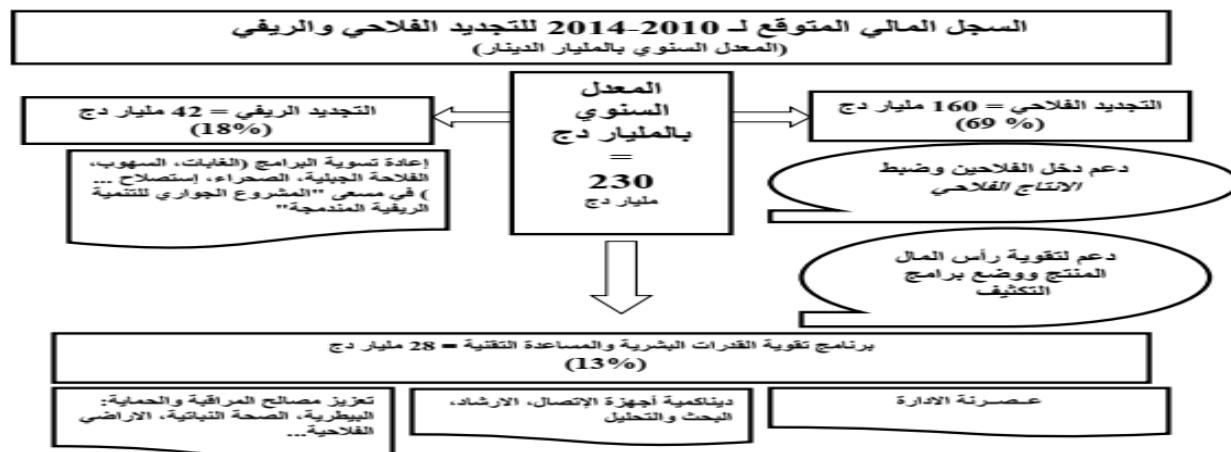 السجل المالي المتوقع لـ 2010-2014 للتجديد الفلاحي والريفي
(المعدل السنوي بالمليار الدينار)
المعدل
السنوي
بالمليار دج
=
230
مليار دج
التجديد الفلاحي = 160 مليار دج
(69 %)
التجديد الريفي = 42 مليار دج
(18%)
دعم دخل الفلاحين وضبط
الانتاج الفلاحي
إعادة تسوية البرامج (الغابات، السهوب،
الفلاحة الجبلية، الصحراء، إستصلاح ...
) في مسعى "المشروع الجواري للتنمية
الريفية المندمجة"
دعم لتقوية رأس المال
المنتج ووضع برامج
التكثيف
برنامج تقوية القدرات البشرية والمساعدة التقنية = 28 مليار دج
(13%)
عـصـرنة الادارة
ديناكمية أجهزة الإتصال، الارشاد،
البحث والتحليل
تعزيز مصالح المراقبة والحماية:
البيطرية، الصحة النباتية، الاراضي
الفلاحية...